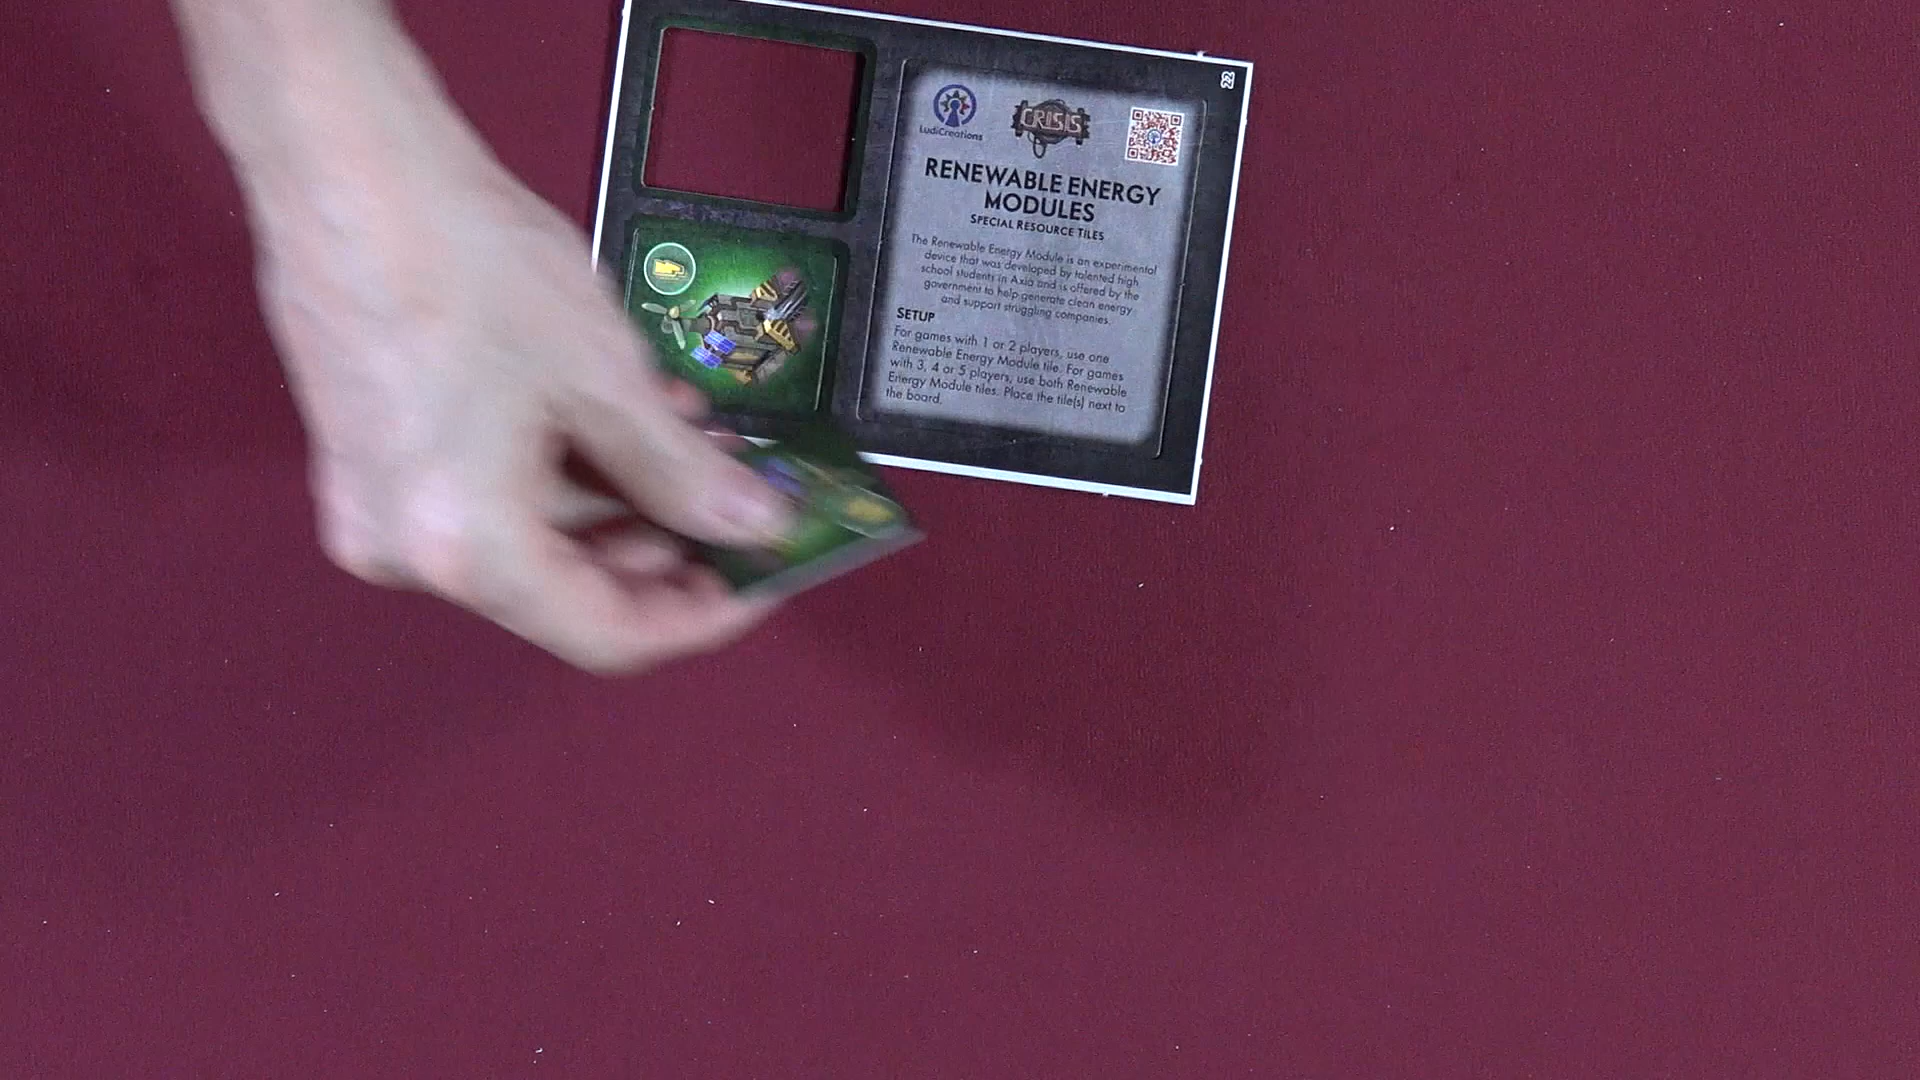 22
LudiCreations
CRISIS
RENEWABLE ENERGY
MODULES
SPECIAL RESOURCE TILES
The Renewable Energy Module is an experimental
device that was developed by talented high
school students in Axia and is offered by the
government to help generate clean energy
and support struggling companies.
SETUP
For games with 1 or 2 players, use one
Renewable Energy Module tile. For games
with 3, 4 or 5 players, use both Renewable
Energy Module tiles. Place the tile(s) next to
the board.